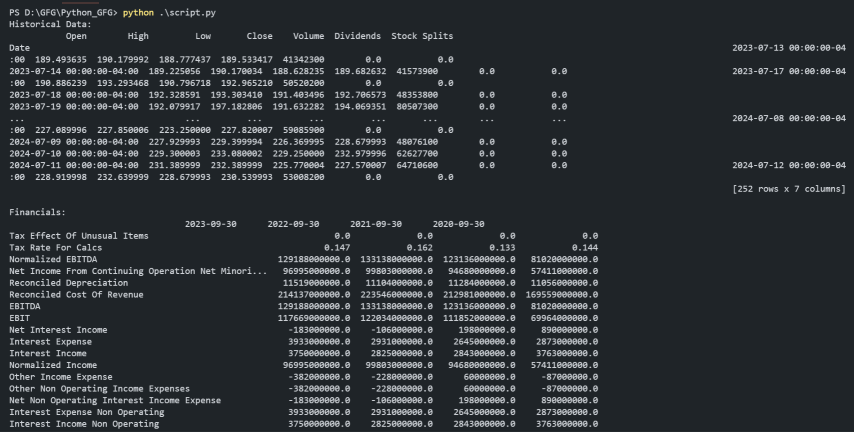 PS D:\GFG\Python_GFG> python .\script.py
Historical Data:
Open High Low Close Volume Dividends Stock Splits
Date 2023-07-13 00:00:00-04
:00 189.493635 190.179992 188.777437 189.533417 41342300 0.0 0.0
2023-07-14 00:00:00-04:00 189.225056 190.170034 188.628235 189.682632 41573900 0.0 0.0 2023-07-17 00:00:00-04
:00 190.886239 193.293468 190.796718 192.965210 50520200 0.0 0.0
2023-07-18 00:00:00-04:00 192.328591 193.303410 191.403496 192.706573 48353800 0.0 0.0
2023-07-19 00:00:00-04:00 192.079917 197.182806 191.632282 194.069351 80507300 0.0 0.0
... ... ... ... ... ... ... ... 2024-07-08 00:00:00-04
:00 227.089996 227.850006 223.250000 227.820007 59085900 0.0 0.0
2024-07-09 00:00:00-04:00 227.929993 229.399994 226.369995 228.679993 48076100 0.0 0.0
2024-07-10 00:00:00-04:00 229.300003 233.080002 229.250000 232.979996 62627700 0.0 0.0
2024-07-11 00:00:00-04:00 231.389999 232.389999 225.770004 227.570007 64710600 0.0 0.0 2024-07-12 00:00:00-04
:00 228.919998 232.639999 228.679993 230.539993 53008200 0.0 0.0
[252 rows x 7 columns]
Financials:
2023-09-30 2022-09-30 2021-09-30 2020-09-30
Tax Effect Of Unusual Items 0.0 0.0 0.0 0.0
Tax Rate For Calcs 0.147 0.162 0.133 0.144
Normalized EBITDA 129188000000.0 133138000000.0 123136000000.0 81020000000.0
Net Income From Continuing Operation Net Minori... 96995000000.0 99803000000.0 94680000000.0 57411000000.0
Reconciled Depreciation 11519000000.0 11104000000.0 11284000000.0 11056000000.0
Reconciled Cost Of Revenue 214137000000.0 223546000000.0 212981000000.0 169559000000.0
EBITDA 129188000000.0 133138000000.0 123136000000.0 81020000000.0
EBIT 117669000000.0 122034000000.0 111852000000.0 69964000000.0
Net Interest Income -183000000.0 -106000000.0 198000000.0 890000000.0
Interest Expense 3933000000.0 2931000000.0 2645000000.0 2873000000.0
Interest Income 3750000000.0 2825000000.0 2843000000.0 3763000000.0
Normalized Income 96995000000.0 99803000000.0 94680000000.0 57411000000.0
Other Income Expense -382000000.0 -228000000.0 60000000.0 -87000000.0
Other Non Operating Income Expenses -382000000.0 -228000000.0 60000000.0 -87000000.0
Net Non Operating Interest Income Expense -183000000.0 -106000000.0 198000000.0 890000000.0
Interest Expense Non Operating 3933000000.0 2931000000.0 2645000000.0 2873000000.0
Interest Income Non Operating 3750000000.0 2825000000.0 2843000000.0 3763000000.0